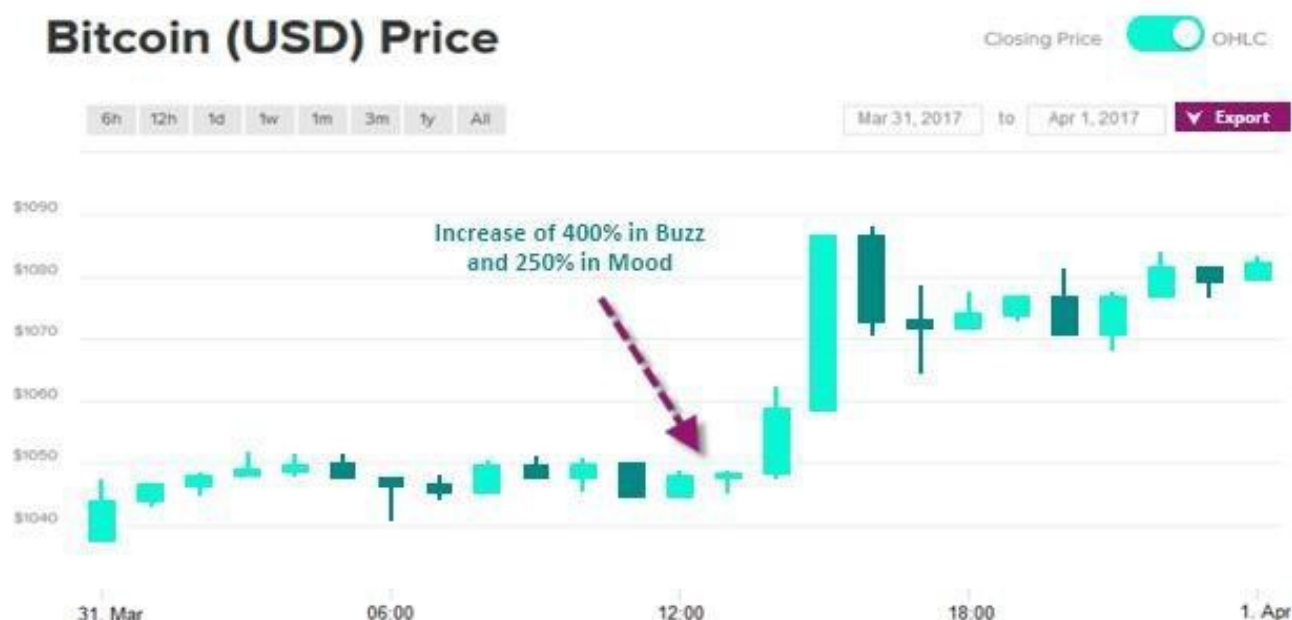 Bitcoin (USD) Price
Closing Price OHLC
6h 12h 1d 1w 1m 3m 1y All
Mar 31, 2017 to Apr 1, 2017 Export
$1090
Increase of 400% in Buzz
and 250% in Mood
$1080
$1070
$1060
$1050
$1040
31. Mar 06:00 12:00 18:00 1. Apr